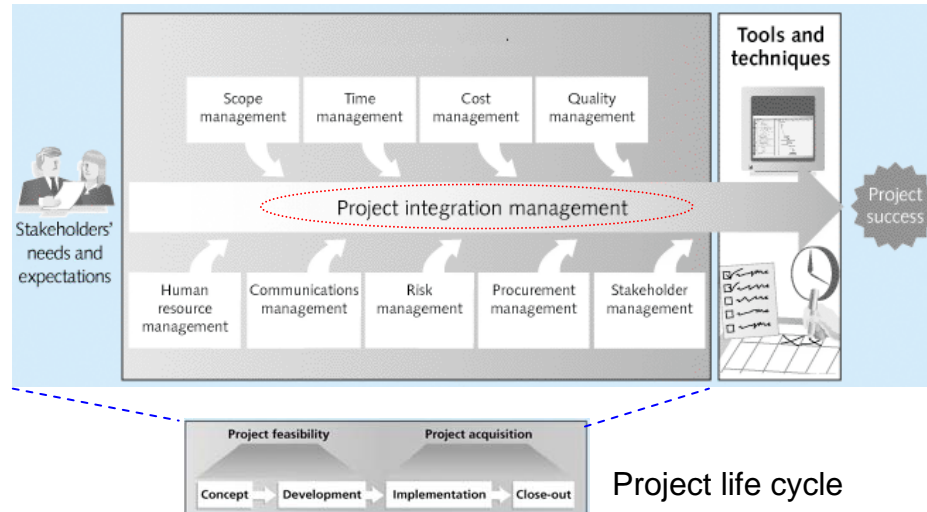 Tools and
techniques
Scope
management
Time
management
Cost
management
Quality
management
Stakeholders'
needs and
expectations
Project integration management
Project
success
Human
resource
management
Communications
management
Risk
management
Procurement
management
Stakeholder
management
Project feasibility
Project acquisition
Concept
Development
Implementation
Close-out
Project life cycle